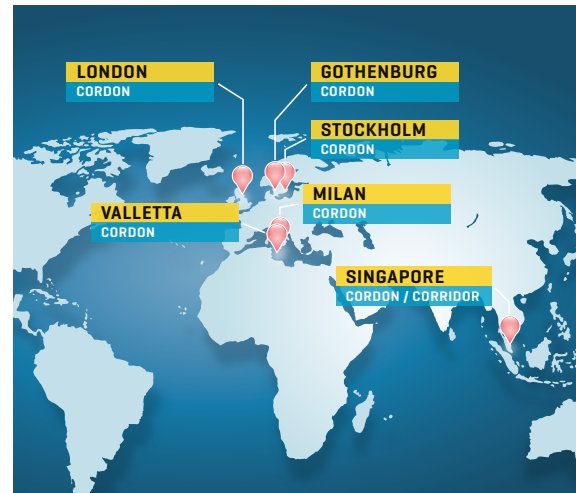 LONDON
CORDON
GOTHENBURG
CORDON
STOCKHOLM
CORDON
MILAN
CORDON
VALLETTA
CORDON
SINGAPORE
CORDON / CORRIDOR